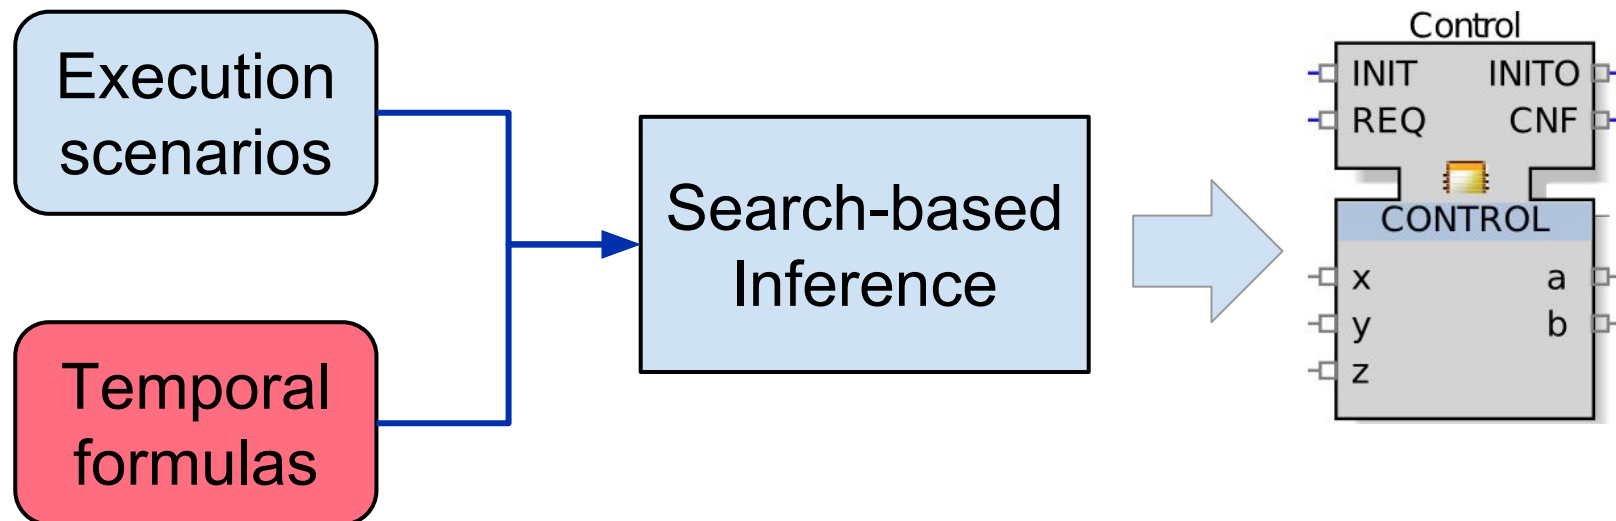 Execution
scenarios
Temporal
formulas
Search-based
Inference
Control
INIT INITO
REQ CNF
CONTROL
x a
y b
z